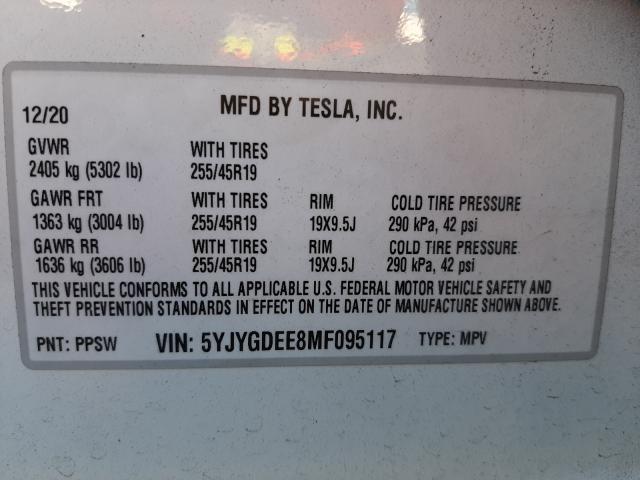 12/20 MFD BY TESLA, INC.
GVWR WITH TIRES
2405 kg (5302 lb) 255/45R19
GAWR FRT WITH TIRES RIM COLD TIRE PRESSURE
1363 kg (3004 lb) 255/45R19 19X9.5J 290 kPa, 42 psi
GAWR RR WITH TIRES RIM COLD TIRE PRESSURE
1636 kg (3606 lb) 255/45R19 19X9.5J 290 kPa, 42 psi
THIS VEHICLE CONFORMS TO ALL APPLICABLE U.S. FEDERAL MOTOR VEHICLE SAFETY AND
THEFT PREVENTION STANDARDS IN EFFECT ON THE DATE OF MANUFACTURE SHOWN ABOVE.
PNT: PPSW VIN: 5YJYGDEE8MF095117 TYPE: MPV